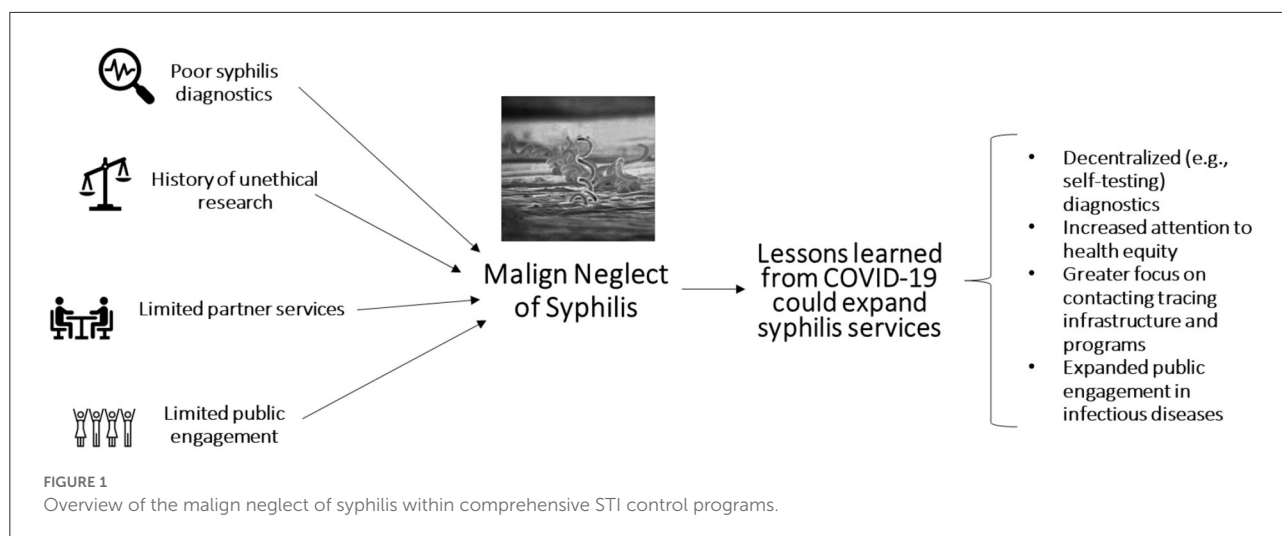 Poor syphilis
diagnostics
History of unethical
research
Limited partner services
Limited public
engagement
Malign Neglect
of Syphilis
Lessons learned
from COVID-19
could expand
syphilis services
• Decentralized (e.g.,
self-testing)
diagnostics
• Increased attention to
health equity
• Greater focus on
contacting tracing
infrastructure and
programs
• Expanded public
engagement in
infectious diseases
FIGURE 1
Overview of the malign neglect of syphilis within comprehensive STI control programs.